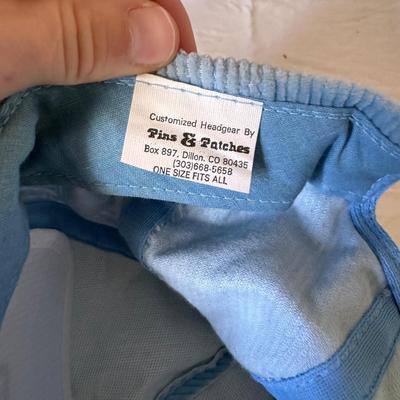 Customized Headgear By
Pins & Patches
Box 897, Dillon, CO 80435
(303)668-5658
ONE SIZE FITS ALL